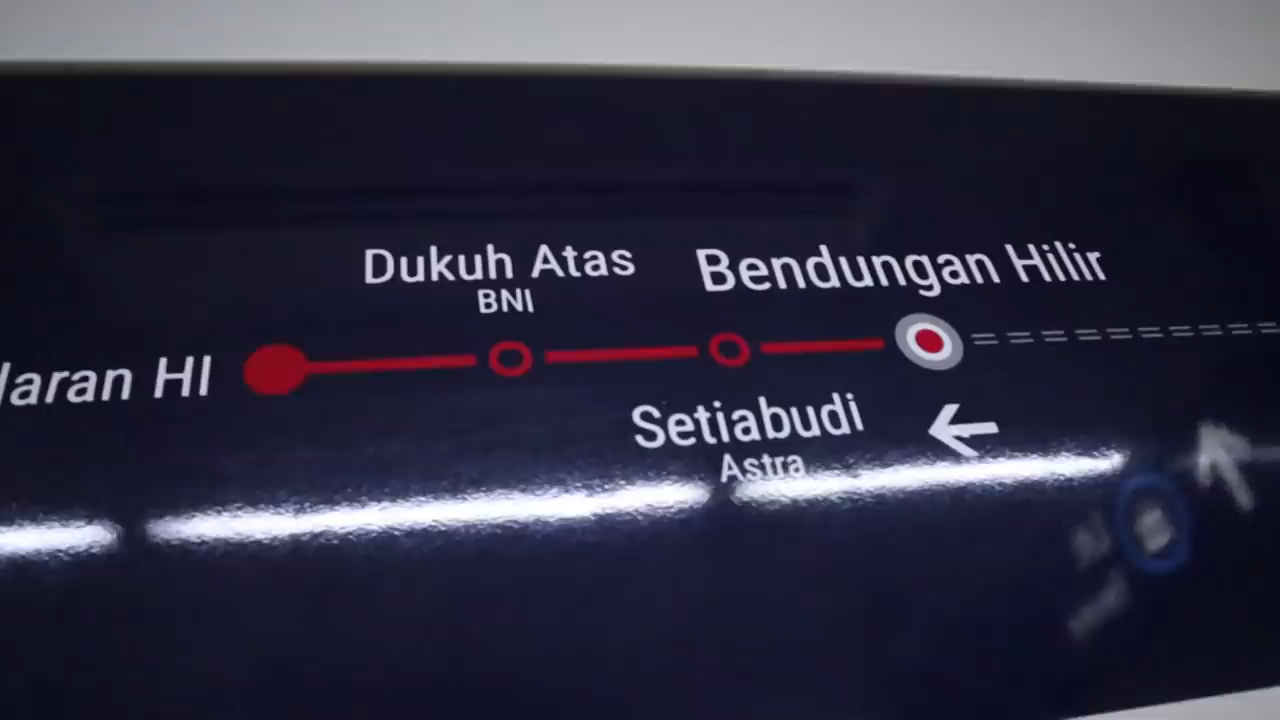 Dukuh Atas
BNI
Bendungan Hilir
laran HI
Setiabudi
Astra